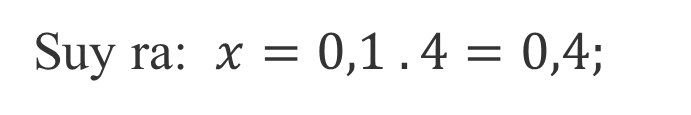 Suy ra: x = 0,1 . 4 = 0,4;